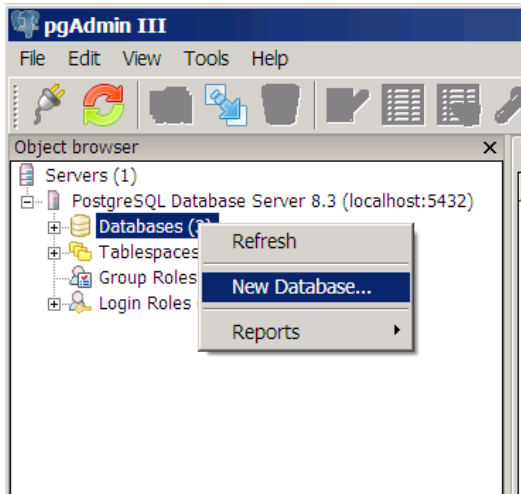 pgAdmin III
File Edit View Tools Help
Object browser
Servers (1)
PostgreSQL Database Server 8.3 (localhost:5432)
Databases
Tablespaces
Group Roles
Login Roles
Refresh
New Database...
Reports